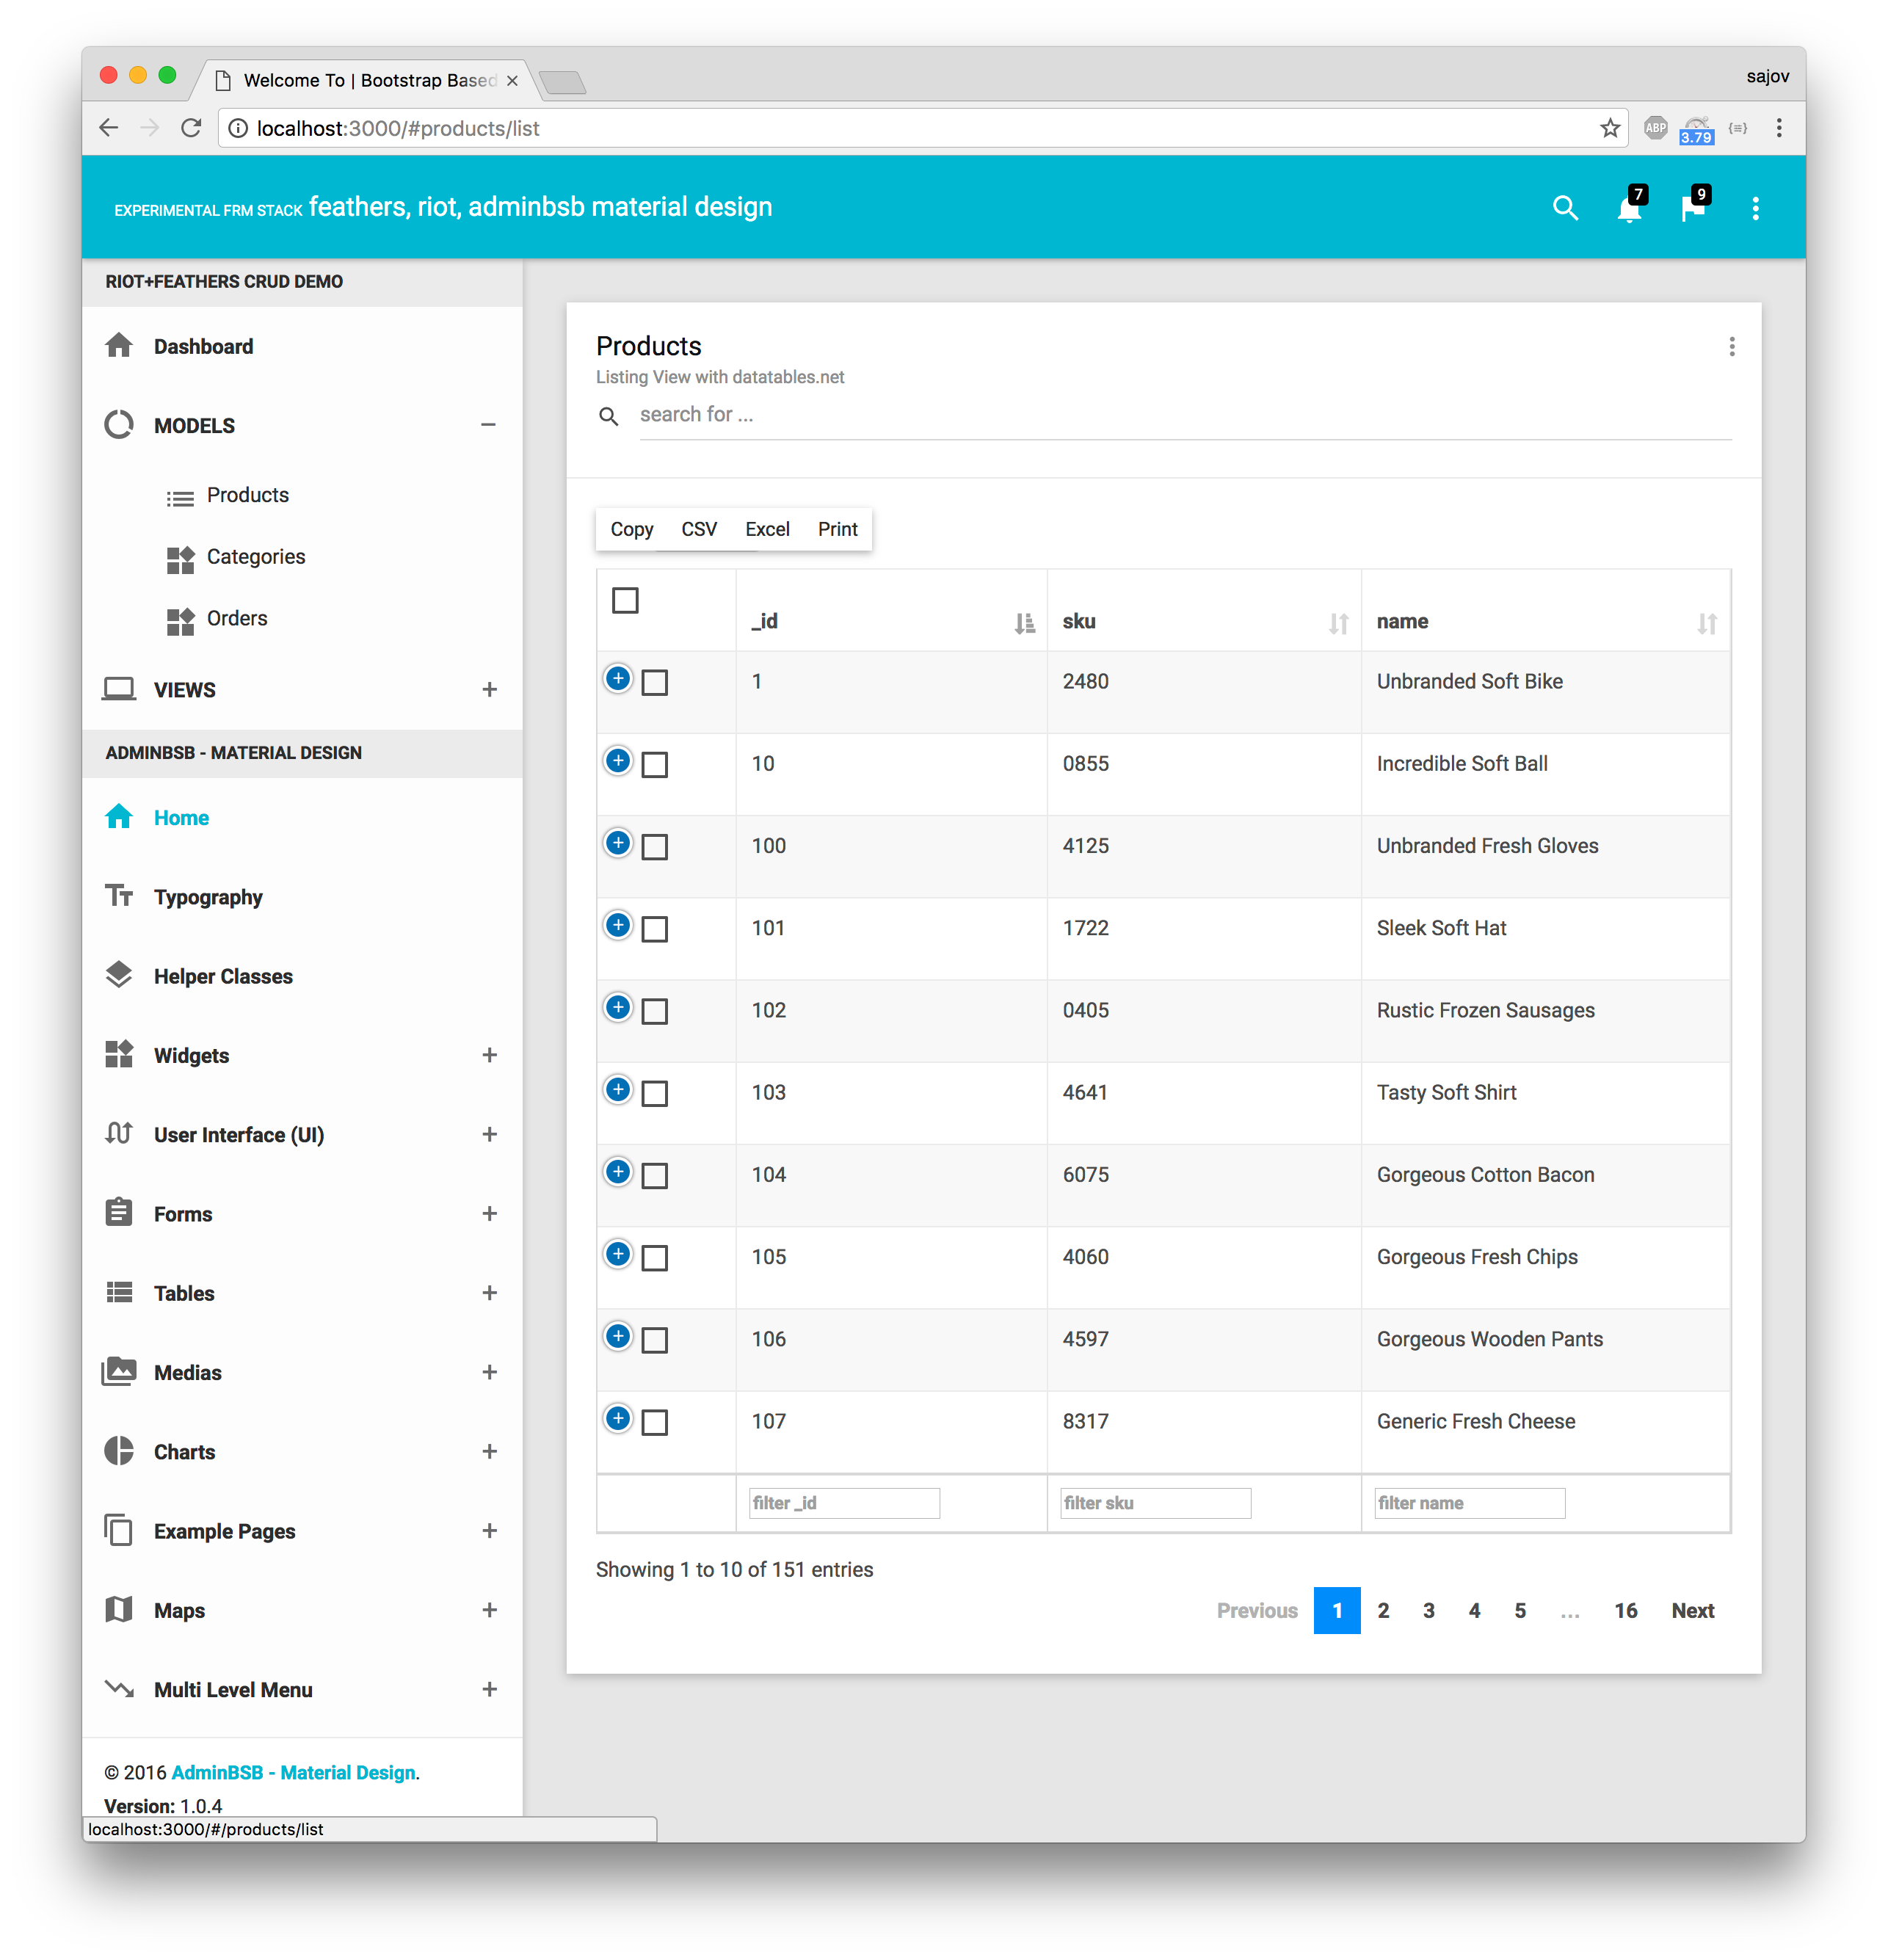 Welcome To | Bootstrap Based
sajov
localhost:3000/#products/list
ABP
3.79
EXPERIMENTAL FRM STACK feathers, riot, adminbsb material design
7
9
RIOT+FEATHERS CRUD DEMO
Dashboard
MODELS
Products
Categories
Orders
VIEWS
ADMINBSB - MATERIAL DESIGN
Home
Typography
Helper Classes
Widgets
User Interface (UI)
Forms
Tables
Medias
Charts
Example Pages
Maps
Multi Level Menu
© 2016 AdminBSB - Material Design.
Version: 1.0.4
localhost:3000/#/products/list
Products
Listing View with datatables.net
search for ...
Copy CSV Excel Print
_id sku name
1 2480 Unbranded Soft Bike
10 0855 Incredible Soft Ball
100 4125 Unbranded Fresh Gloves
101 1722 Sleek Soft Hat
102 0405 Rustic Frozen Sausages
103 4641 Tasty Soft Shirt
104 6075 Gorgeous Cotton Bacon
105 4060 Gorgeous Fresh Chips
106 4597 Gorgeous Wooden Pants
107 8317 Generic Fresh Cheese
filter _id filter sku filter name
Showing 1 to 10 of 151 entries
Previous 1 2 3 4 5 ... 16 Next